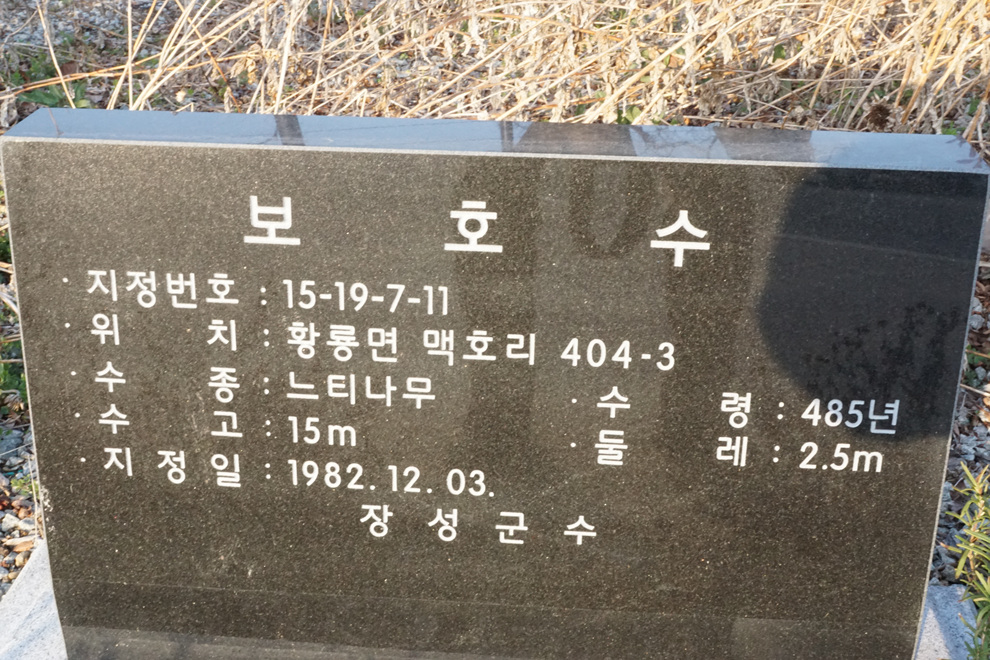 보 호 수
· 지정번호 : 15-19-7-11
· 위 치 : 황룡면 맥호리 404-3
· 수 종 : 느티나무 · 수 령 : 485년
· 수 고 : 15m · 둘 레 : 2.5m
· 지 정 일 : 1982. 12. 03.
장 성 군 수